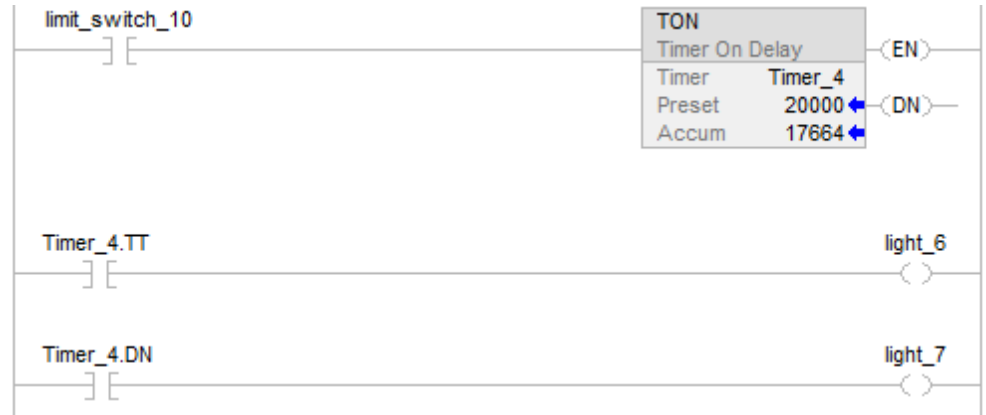 limit_switch_10
TON
Timer On Delay
EN
Timer Timer_4
Preset 20000
DN
Accum 17664
Timer_4.TT light_6
Timer_4.DN light_7